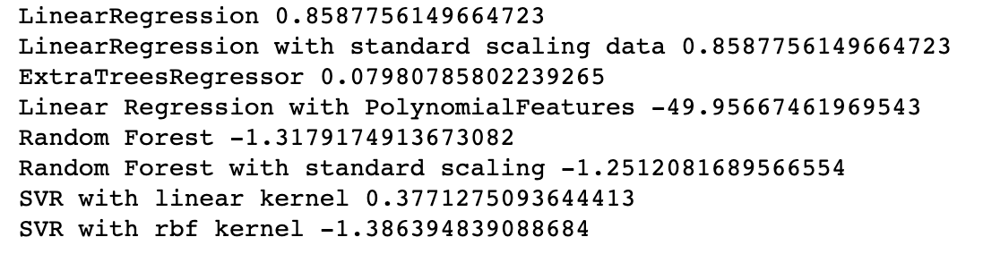 LinearRegression 0.8587756149664723
LinearRegression with standard scaling data 0.8587756149664723
ExtraTreesRegressor 0.07980785802239265
Linear Regression with PolynomialFeatures -49.95667461969543
Random Forest -1.3179174913673082
Random Forest with standard scaling -1.2512081689566554
SVR with linear kernel 0.3771275093644413
SVR with rbf kernel -1.386394839088684